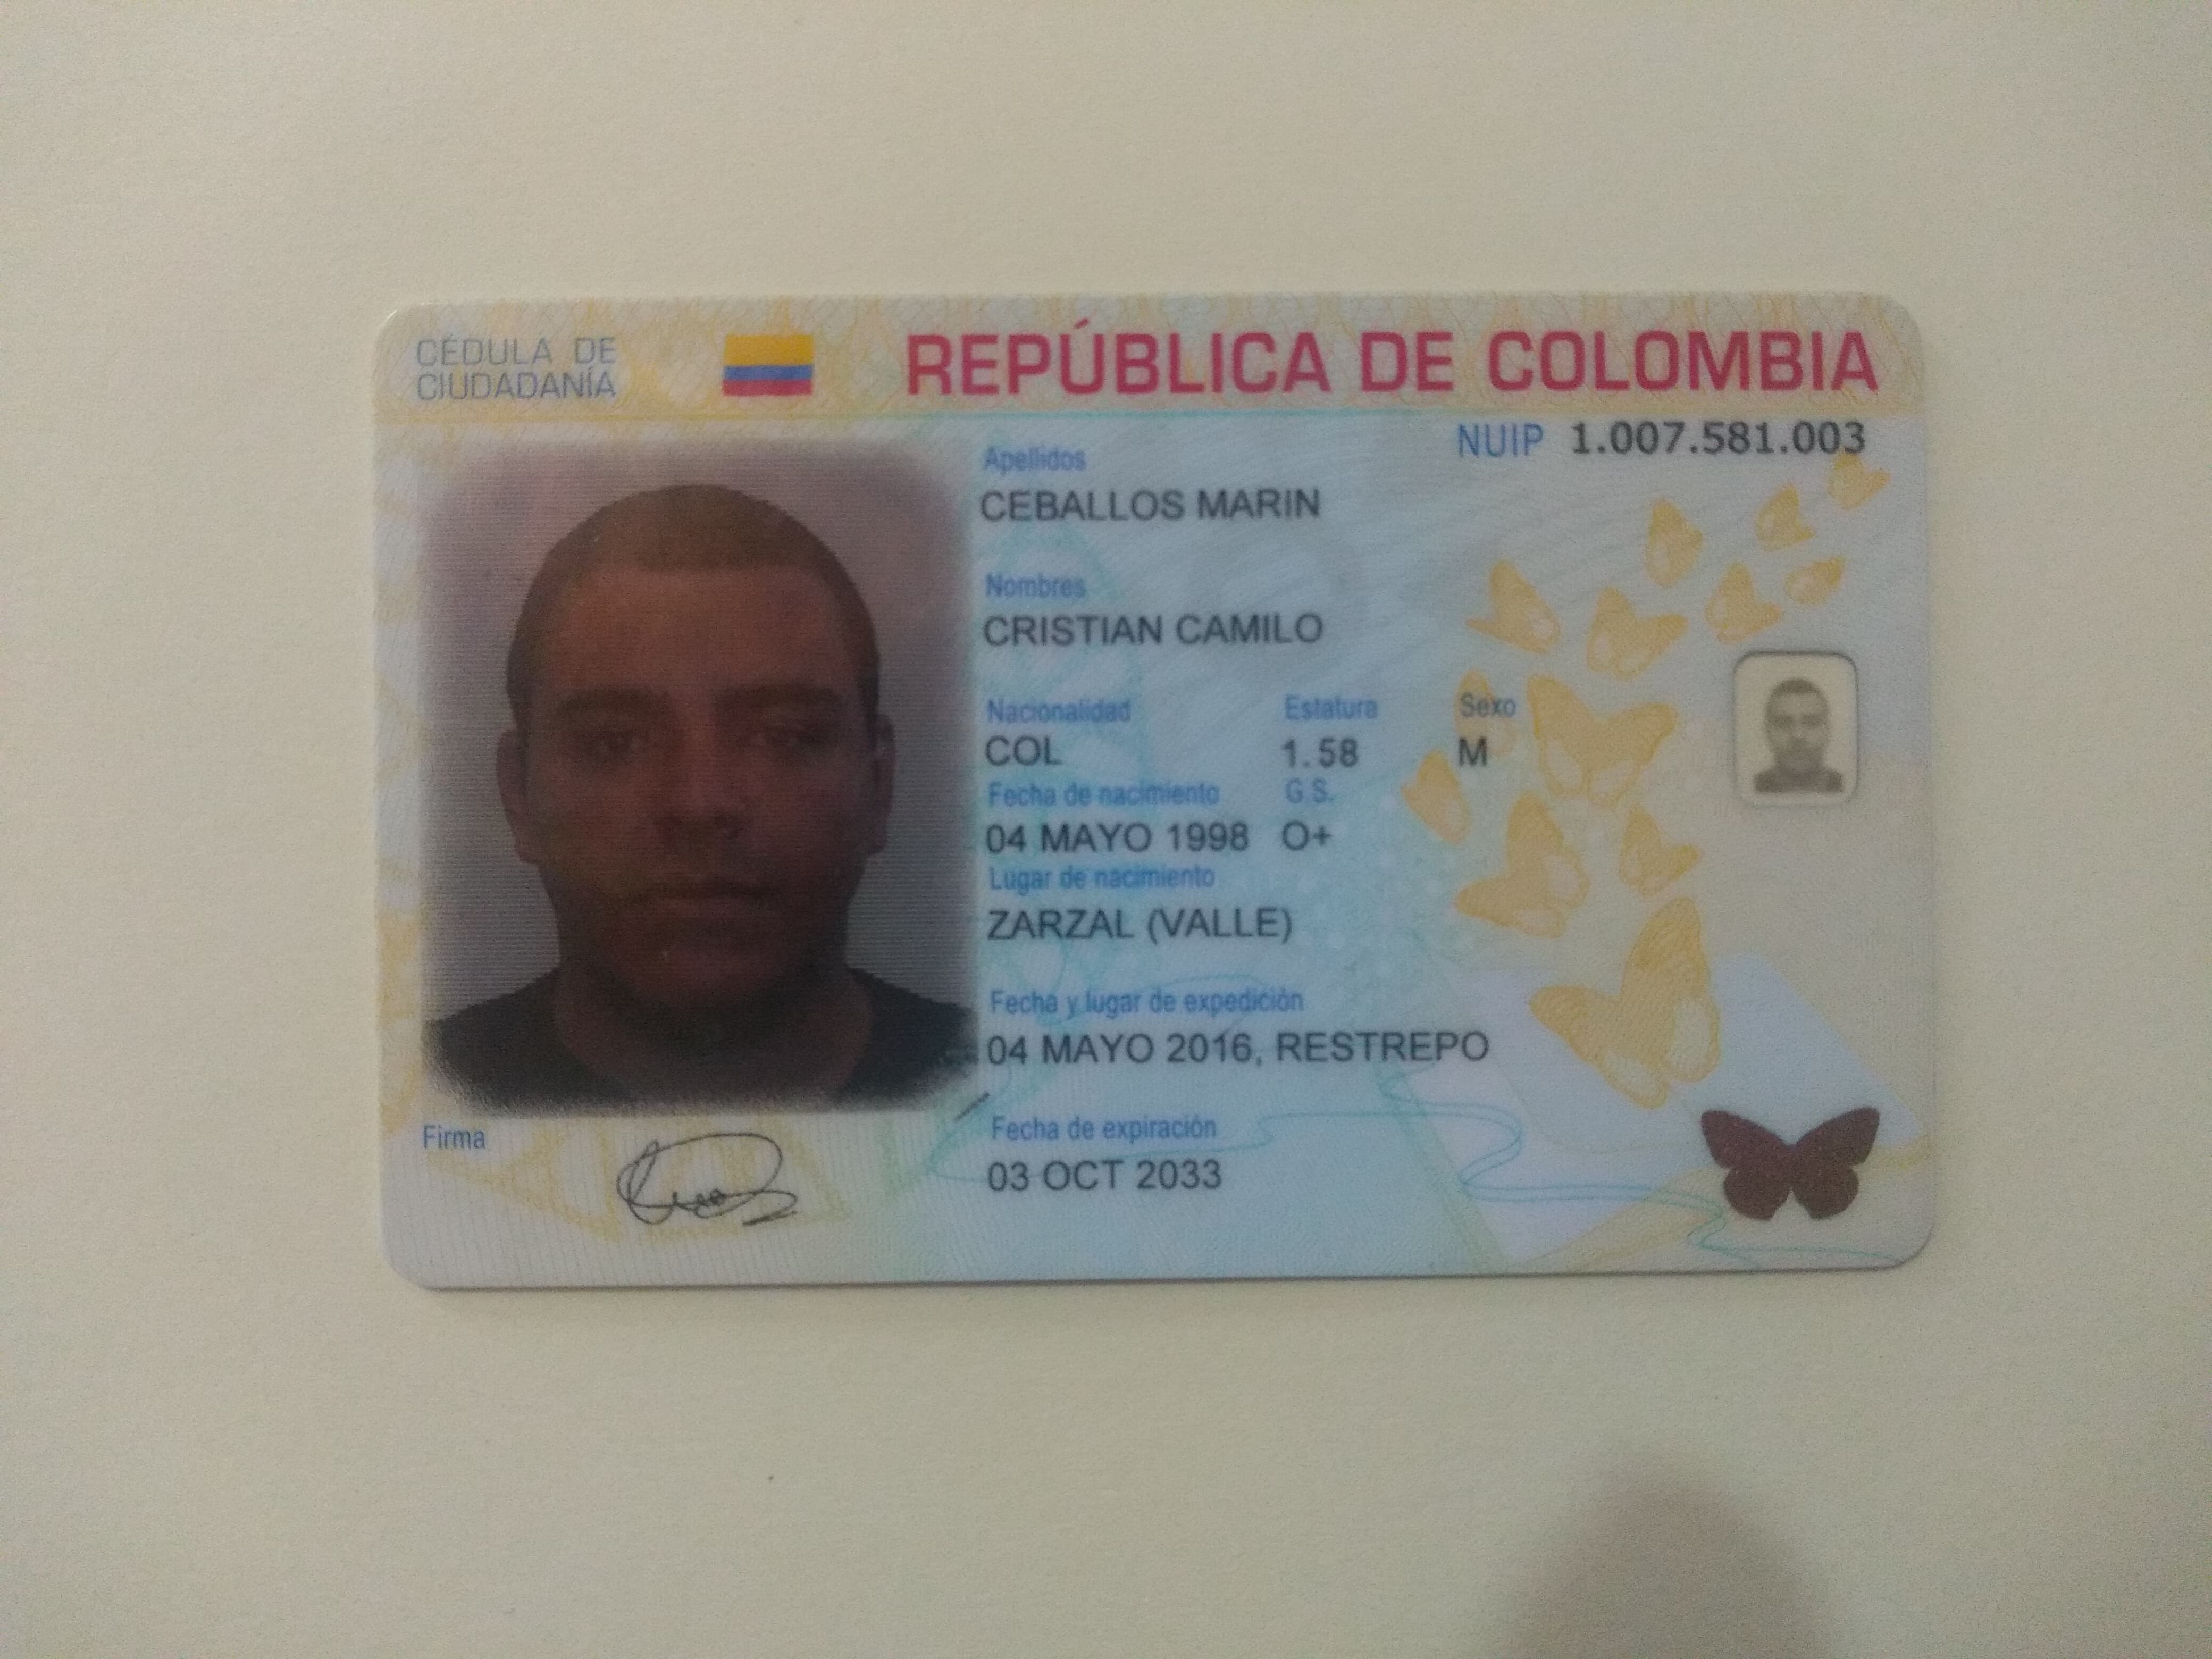 CÉDULA DE
CIUDADANÍA
REPÚBLICA DE COLOMBIA
NUIP 1.007.581.003
Apellidos
CEBALLOS MARIN
Nombres
CRISTIAN CAMILO
Nacionalidad Estatura Sexo
COL 1.58 M
Fecha de nacimiento G.S.
04 MAYO 1998 O+
Lugar de nacimiento
ZARZAL (VALLE)
Fecha y lugar de expedición
04 MAYO 2016, RESTREPO
Fecha de expiración
03 OCT 2033
Firma